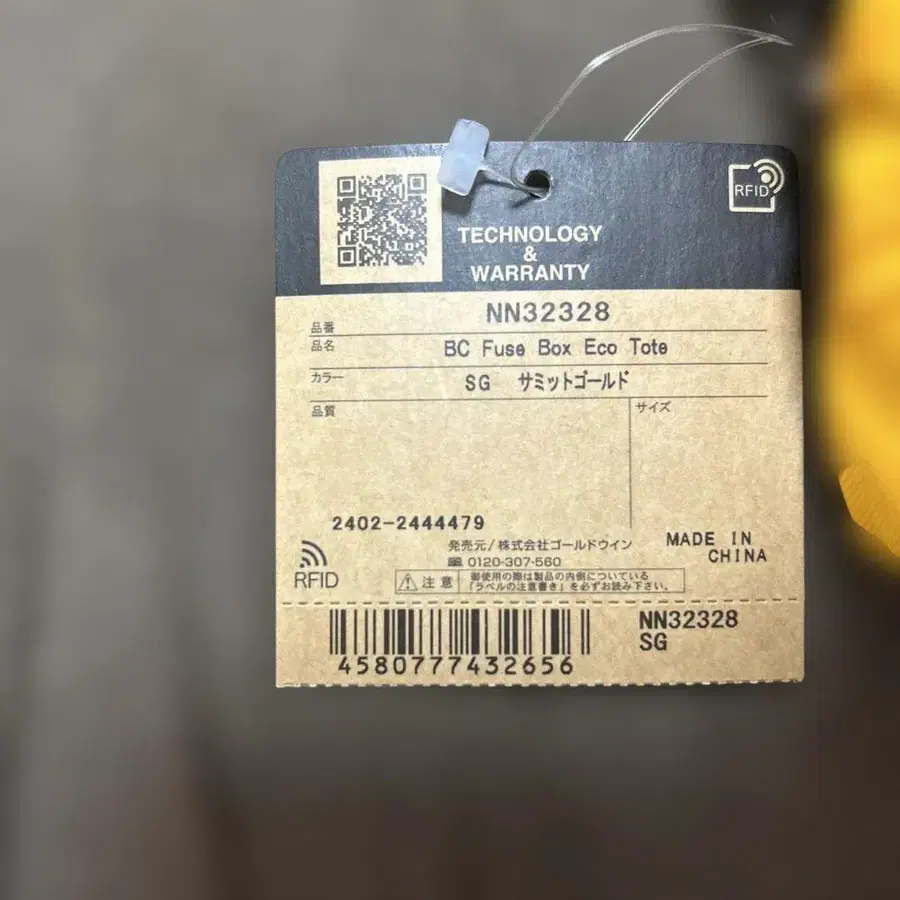 TECHNOLOGY
&
WARRANTY
RFID
品番 NN32328
品名 BC Fuse Box Eco Tote
カラー SG サミットゴールド
品質 サイズ
2402-2444479
RFID
発売元/株式会社ゴールドウイン
0120-307-560
MADE IN
CHINA
注意 御使用の際は製品の内側についている
「ラベルの注意書き」を必ずお読み下さい。
4580777432656
NN32328
SG